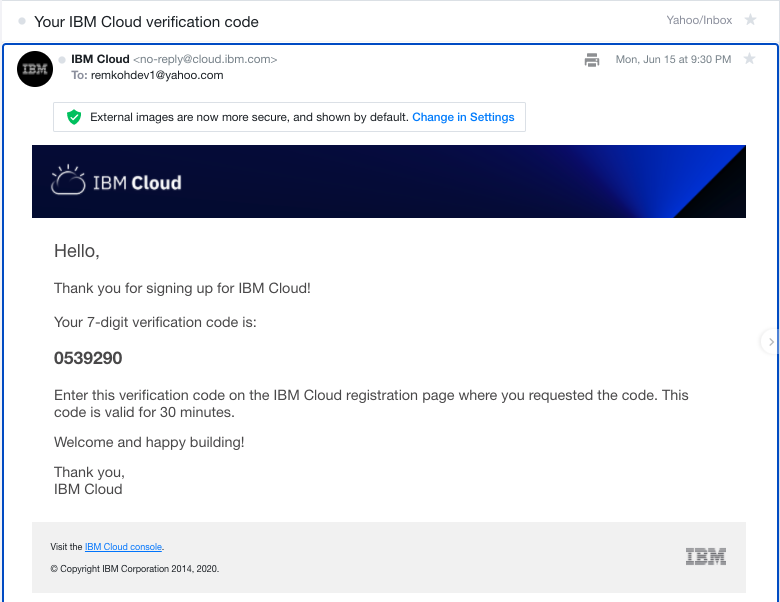 Your IBM Cloud verification code
Yahoo/Inbox
IBM
IBM Cloud <no-reply@cloud.ibm.com>
Mon, Jun 15 at 9:30 PM
To: remkohdev1@yahoo.com
External images are now more secure, and shown by default. Change in Settings
IBM Cloud
Hello,
Thank you for signing up for IBM Cloud!
Your 7-digit verification code is:
0539290
Enter this verification code on the IBM Cloud registration page where you requested the code. This
code is valid for 30 minutes.
Welcome and happy building!
Thank you,
IBM Cloud
Visit the IBM Cloud console.
IBM
© Copyright IBM Corporation 2014, 2020.